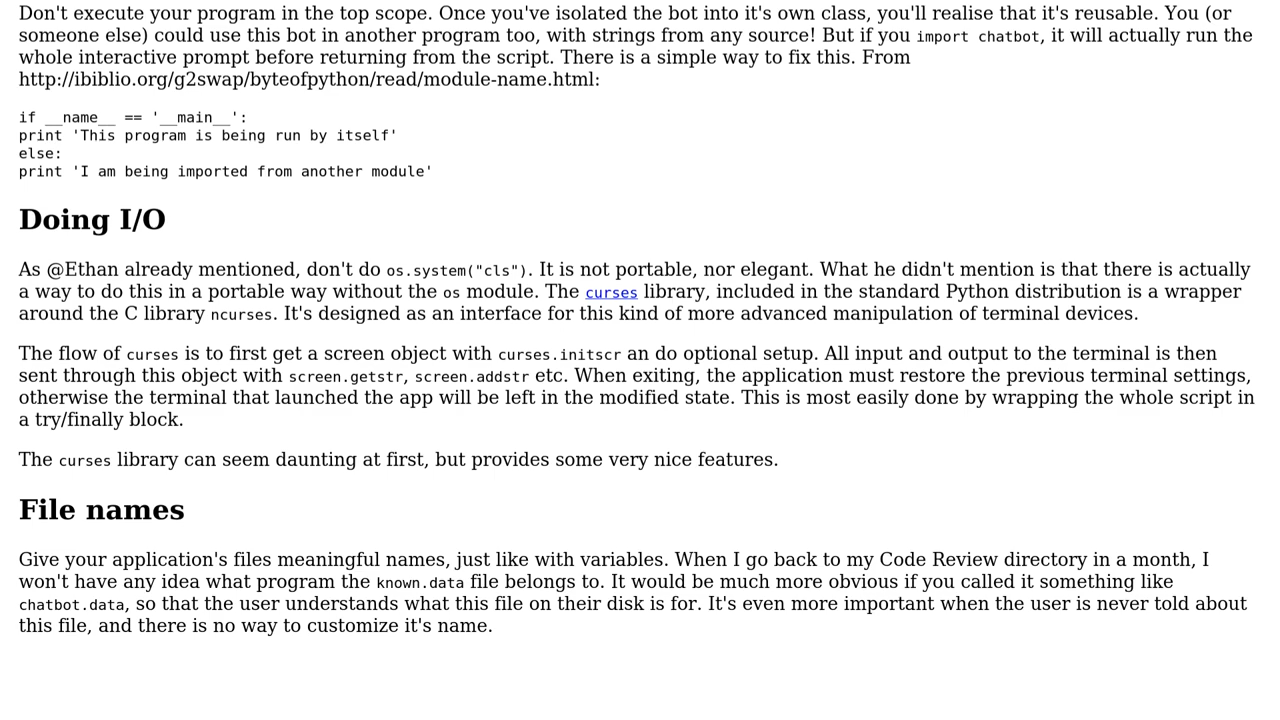 Don't execute your program in the top scope. Once you've isolated the bot into it's own class, you'll realise that it's reusable. You (or
someone else) could use this bot in another program too, with strings from any source! But if you import chatbot, it will actually run the
whole interactive prompt before returning from the script. There is a simple way to fix this. From
http://ibiblio.org/g2swap/byteofpython/read/module-name.html:
if __name__ == '__main__':
print 'This program is being run by itself'
else:
print 'I am being imported from another module'
Doing I/O
As @Ethan already mentioned, don't do os.system("cls"). It is not portable, nor elegant. What he didn't mention is that there is actually
a way to do this in a portable way without the os module. The curses library, included in the standard Python distribution is a wrapper
around the C library ncurses. It's designed as an interface for this kind of more advanced manipulation of terminal devices.
The flow of curses is to first get a screen object with curses.initscr an do optional setup. All input and output to the terminal is then
sent through this object with screen.getstr, screen.addstr etc. When exiting, the application must restore the previous terminal settings,
otherwise the terminal that launched the app will be left in the modified state. This is most easily done by wrapping the whole script in
a try/finally block.
The curses library can seem daunting at first, but provides some very nice features.
File names
Give your application's files meaningful names, just like with variables. When I go back to my Code Review directory in a month, I
won't have any idea what program the known.data file belongs to. It would be much more obvious if you called it something like
chatbot.data, so that the user understands what this file on their disk is for. It's even more important when the user is never told about
this file, and there is no way to customize it's name.